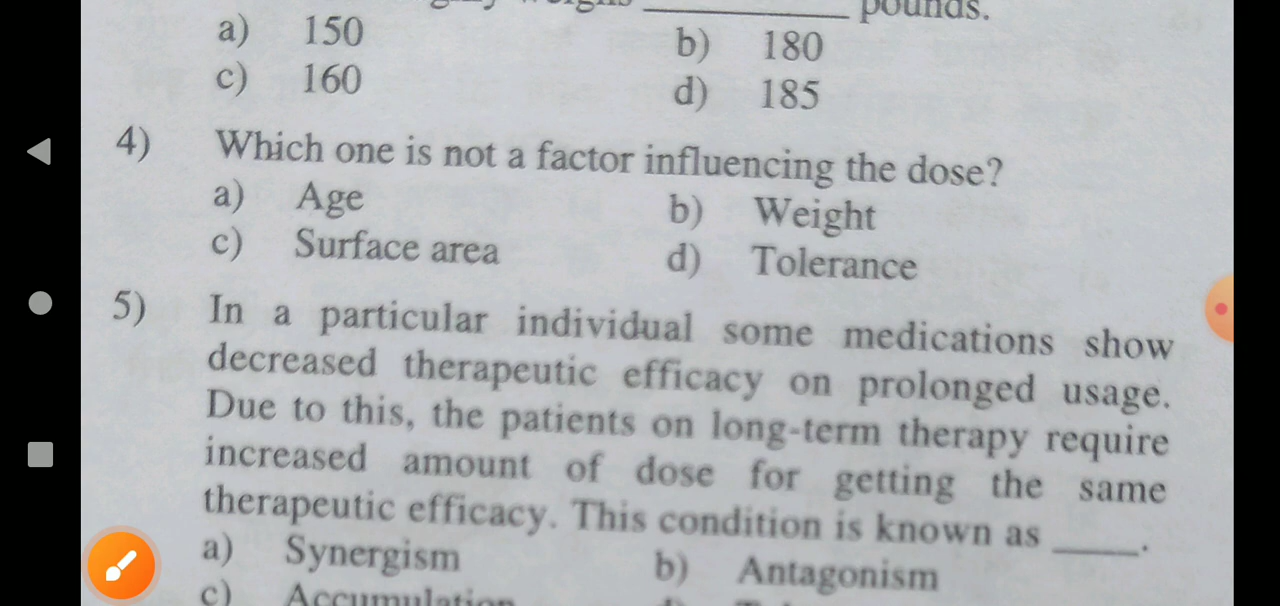 pounds.
a) 150 b) 180
c) 160 d) 185
4) Which one is not a factor influencing the dose?
a) Age b) Weight
c) Surface area d) Tolerance
5) In a particular individual some medications show
decreased therapeutic efficacy on prolonged usage.
Due to this, the patients on long-term therapy require
increased amount of dose for getting the same
therapeutic efficacy. This condition is known as _____.
a) Synergism b) Antagonism
c) Accumulation